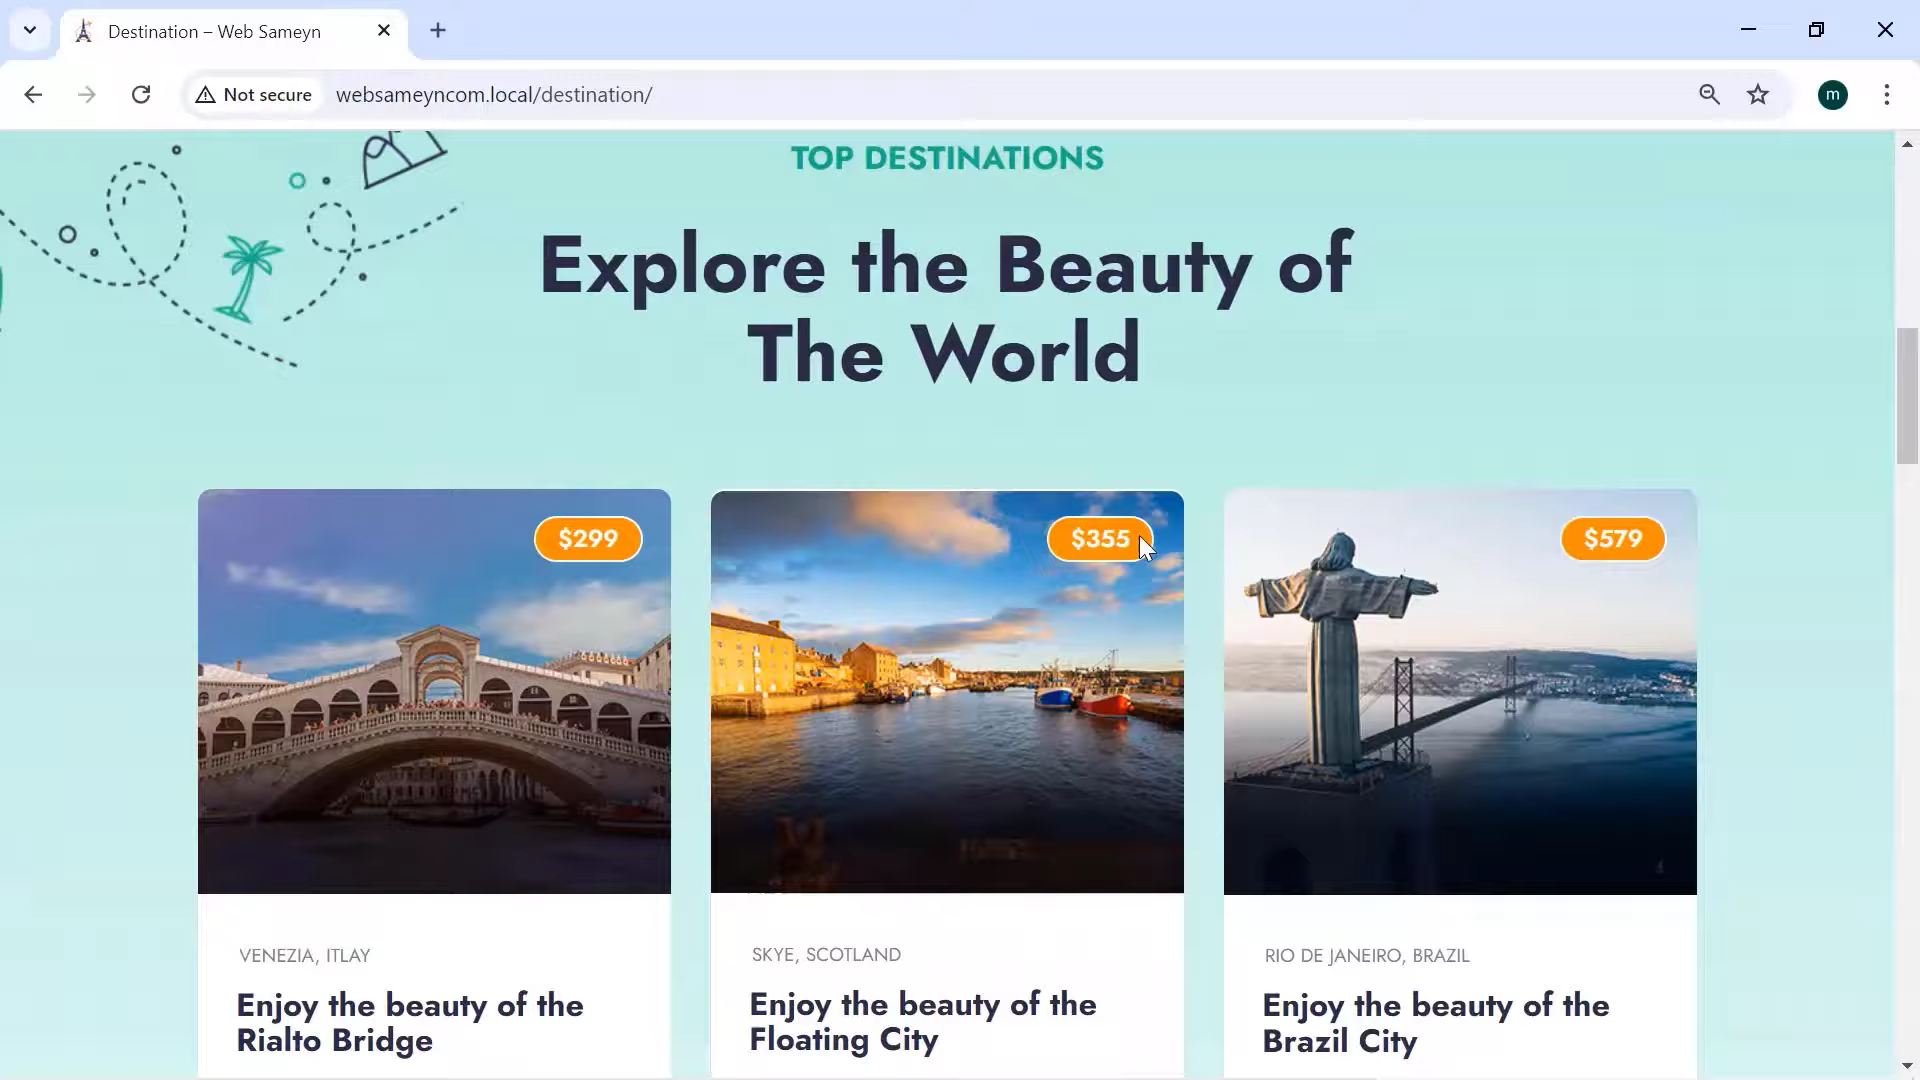 Destination – Web Sameyn
Not secure
websameyncom.local/destination/
m
TOP DESTINATIONS
Explore the Beauty of
The World
$299
$355
$579
VENEZIA, ITLAY
Enjoy the beauty of the
Rialto Bridge
SKYE, SCOTLAND
Enjoy the beauty of the
Floating City
RIO DE JANEIRO, BRAZIL
Enjoy the beauty of the
Brazil City